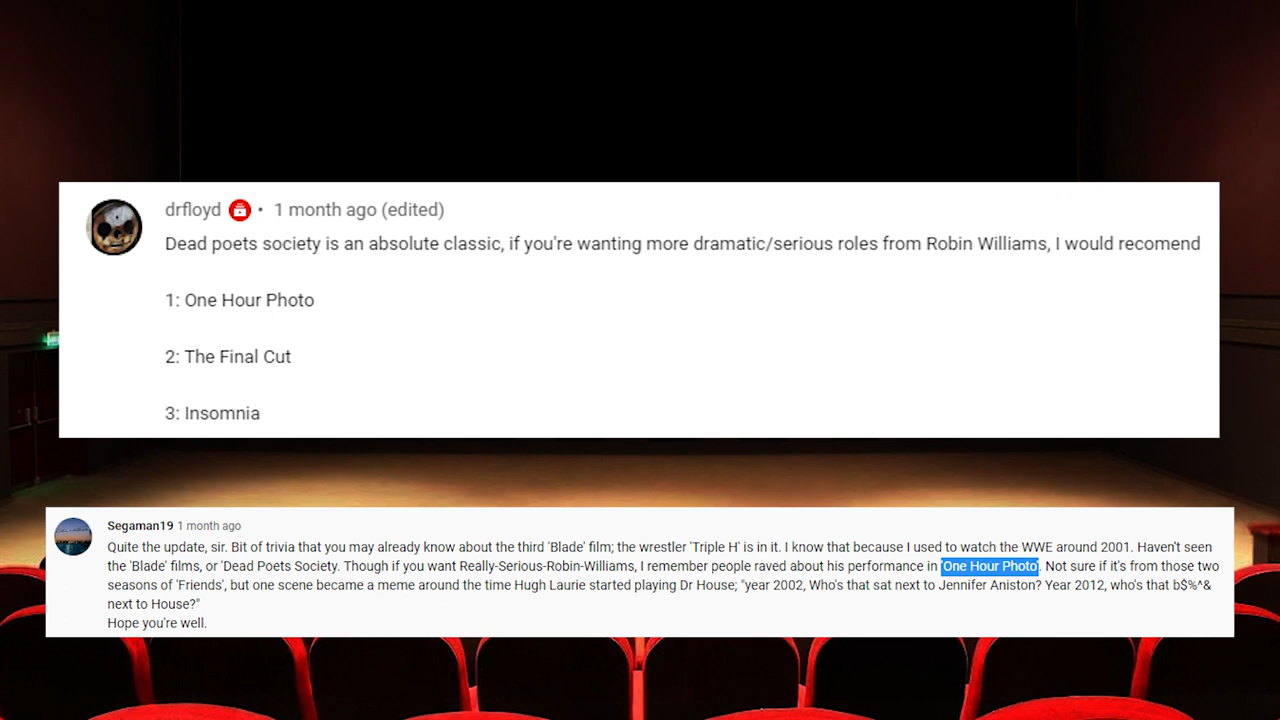 drfloyd • 1 month ago (edited)
Dead poets society is an absolute classic, if you're wanting more dramatic/serious roles from Robin Williams, I would recomend
1: One Hour Photo
2: The Final Cut
3: Insomnia
Segaman19 1 month ago
Quite the update, sir. Bit of trivia that you may already know about the third 'Blade' film; the wrestler 'Triple H' is in it. I know that because I used to watch the WWE around 2001. Haven't seen
the 'Blade' films, or 'Dead Poets Society. Though if you want Really-Serious-Robin-Williams, I remember people raved about his performance in 'One Hour Photo'. Not sure if it's from those two
seasons of 'Friends', but one scene became a meme around the time Hugh Laurie started playing Dr House; "year 2002, Who's that sat next to Jennifer Aniston? Year 2012, who's that b$%^&
next to House?"
Hope you're well.